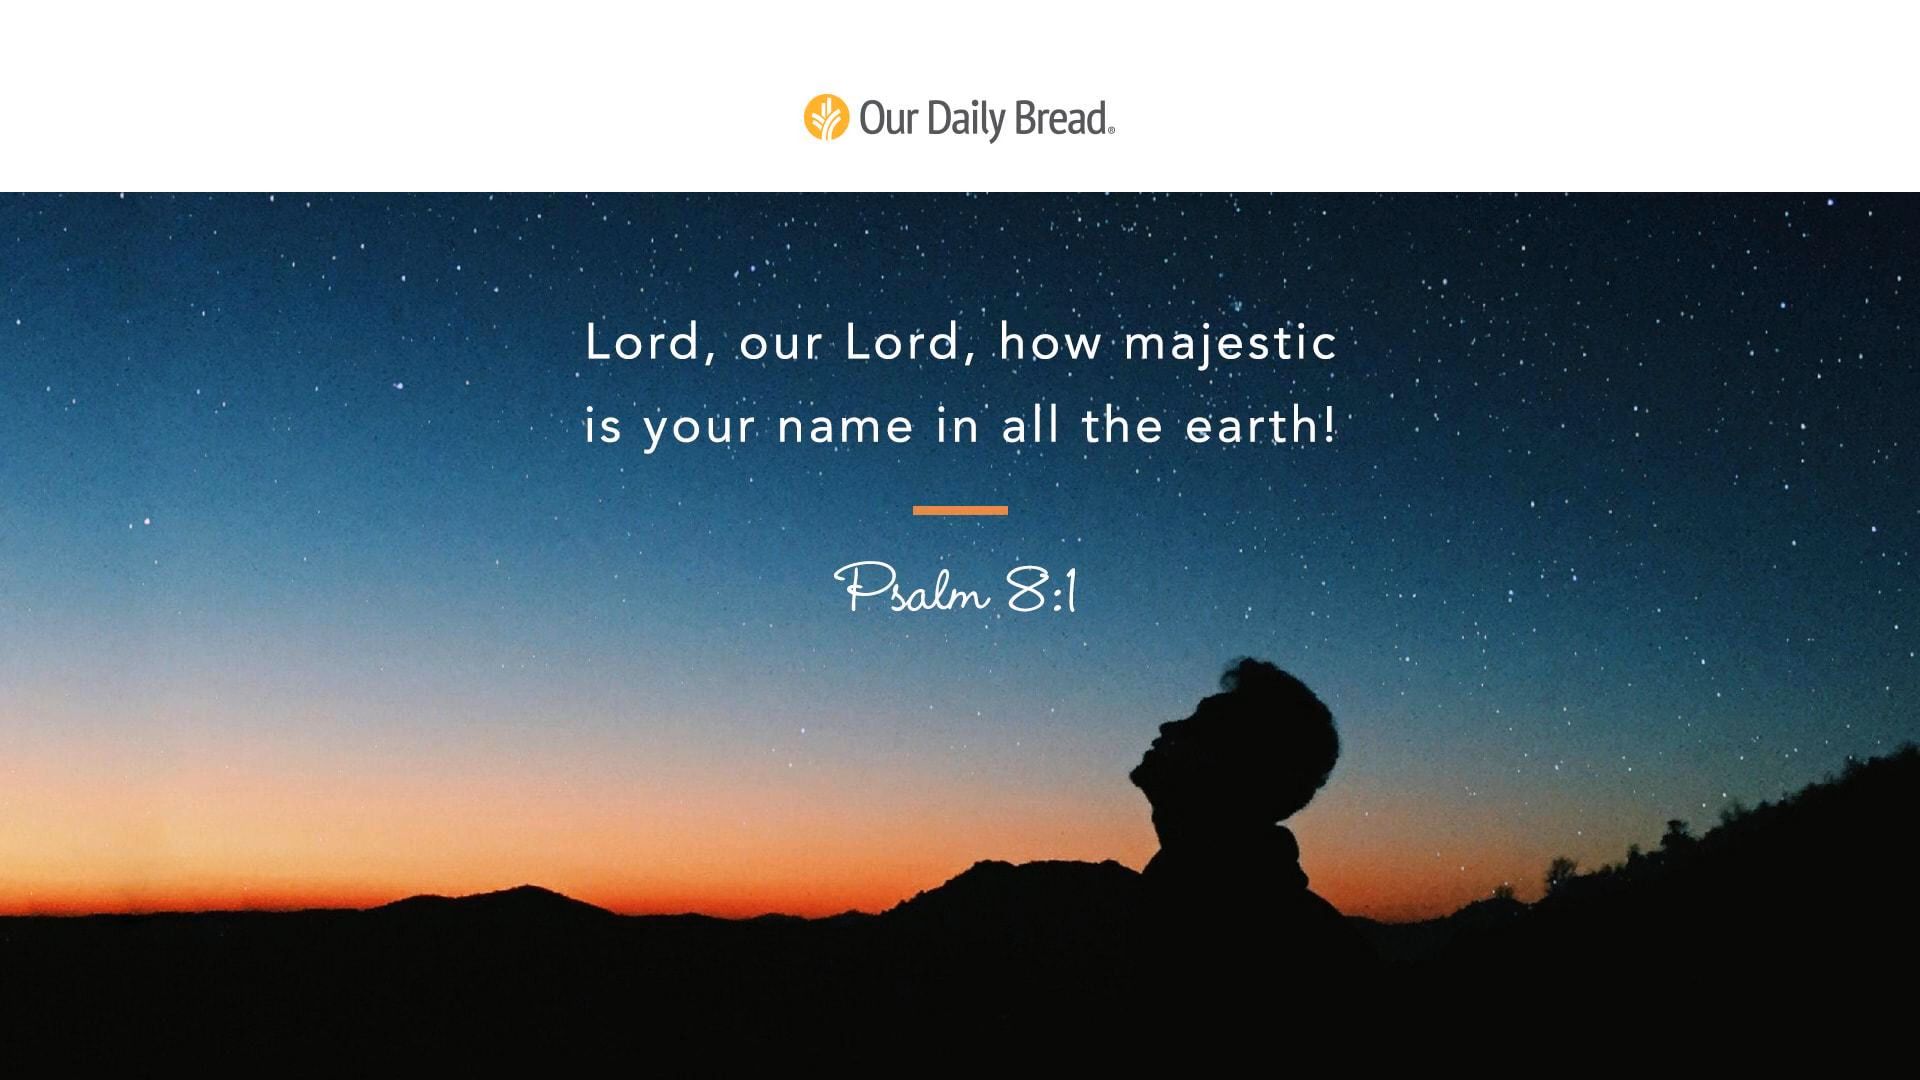 Our Daily Bread®
Lord, our Lord, how majestic
is your name in all the earth!
Psalm 8:1